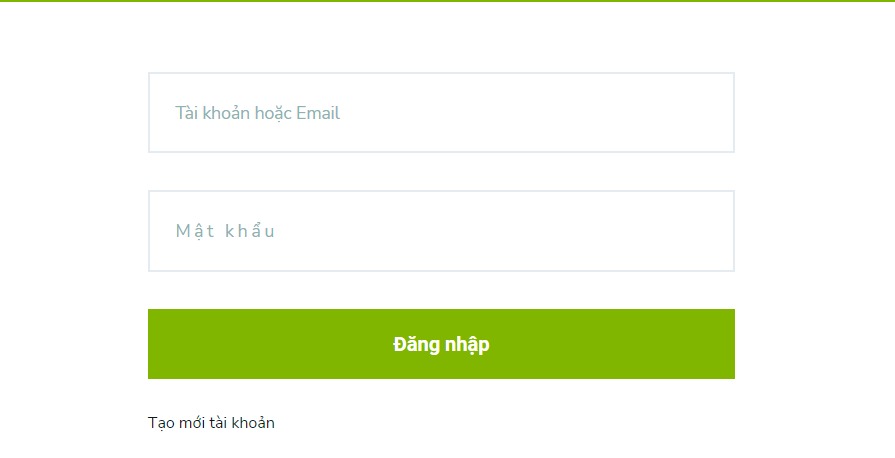 Tài khoản hoặc Email
Mật khẩu
Đăng nhập
Tạo mới tài khoản